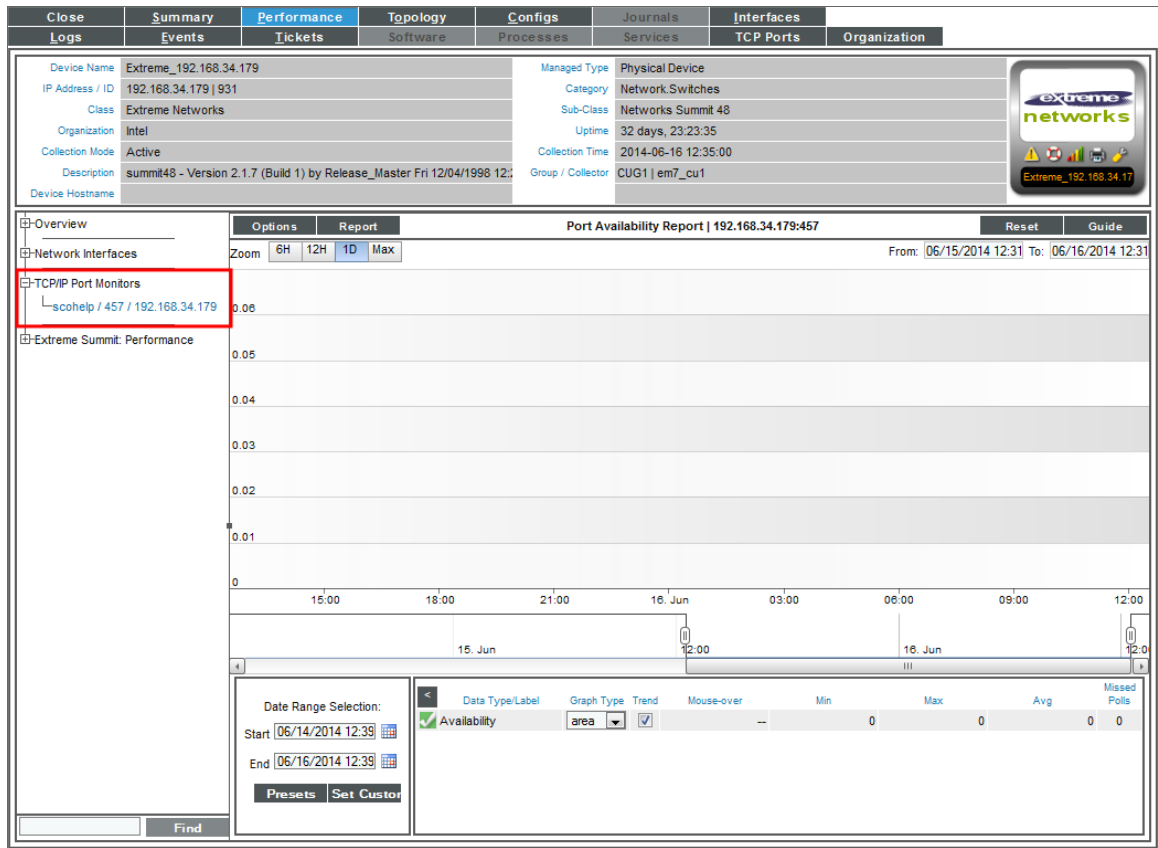 Close Summary Performance Topology Configs Journals Interfaces
Logs Events Tickets Software Processes Services TCP Ports Organization
Device Name Extreme_192.168.34.179 Managed Type Physical Device
IP Address / ID 192.168.34.179 | 931 Category Network.Switches
Class Extreme Networks Sub-Class Networks Summit 48
Organization Intel Uptime 32 days, 23:23:35
Collection Mode Active Collection Time 2014-06-16 12:35:00
Description summit48 - Version 2.1.7 (Build 1) by Release_Master Fri 12/04/1998 12:2 Group / Collector CUG1 | em7_cu1
Device Hostname
extreme
networks
Extreme_192.168.34.17
Overview
Network Interfaces
TCP/IP Port Monitors
scohelp / 457 / 192.168.34.179
Extreme Summit: Performance
Find
Options Report Port Availability Report | 192.168.34.179:457 Reset Guide
Zoom 6H 12H 1D Max From: 06/15/2014 12:31 To: 06/16/2014 12:31
0.06
0.05
0.04
0.03
0.02
0.01
0
15:00 18:00 21:00 16. Jun 03:00 06:00 09:00 12:00
15. Jun 12:00 16. Jun 12:0
Date Range Selection:
Start 06/14/2014 12:39
End 06/16/2014 12:39
Presets Set Custor
< Data Type/Label Graph Type Trend Mouse-over Min Max Avg Missed Polls
Availability area -- 0 0 0 0